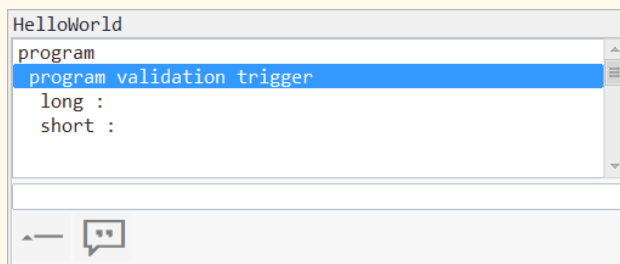 HelloWorld
program
program validation trigger
long :
short :